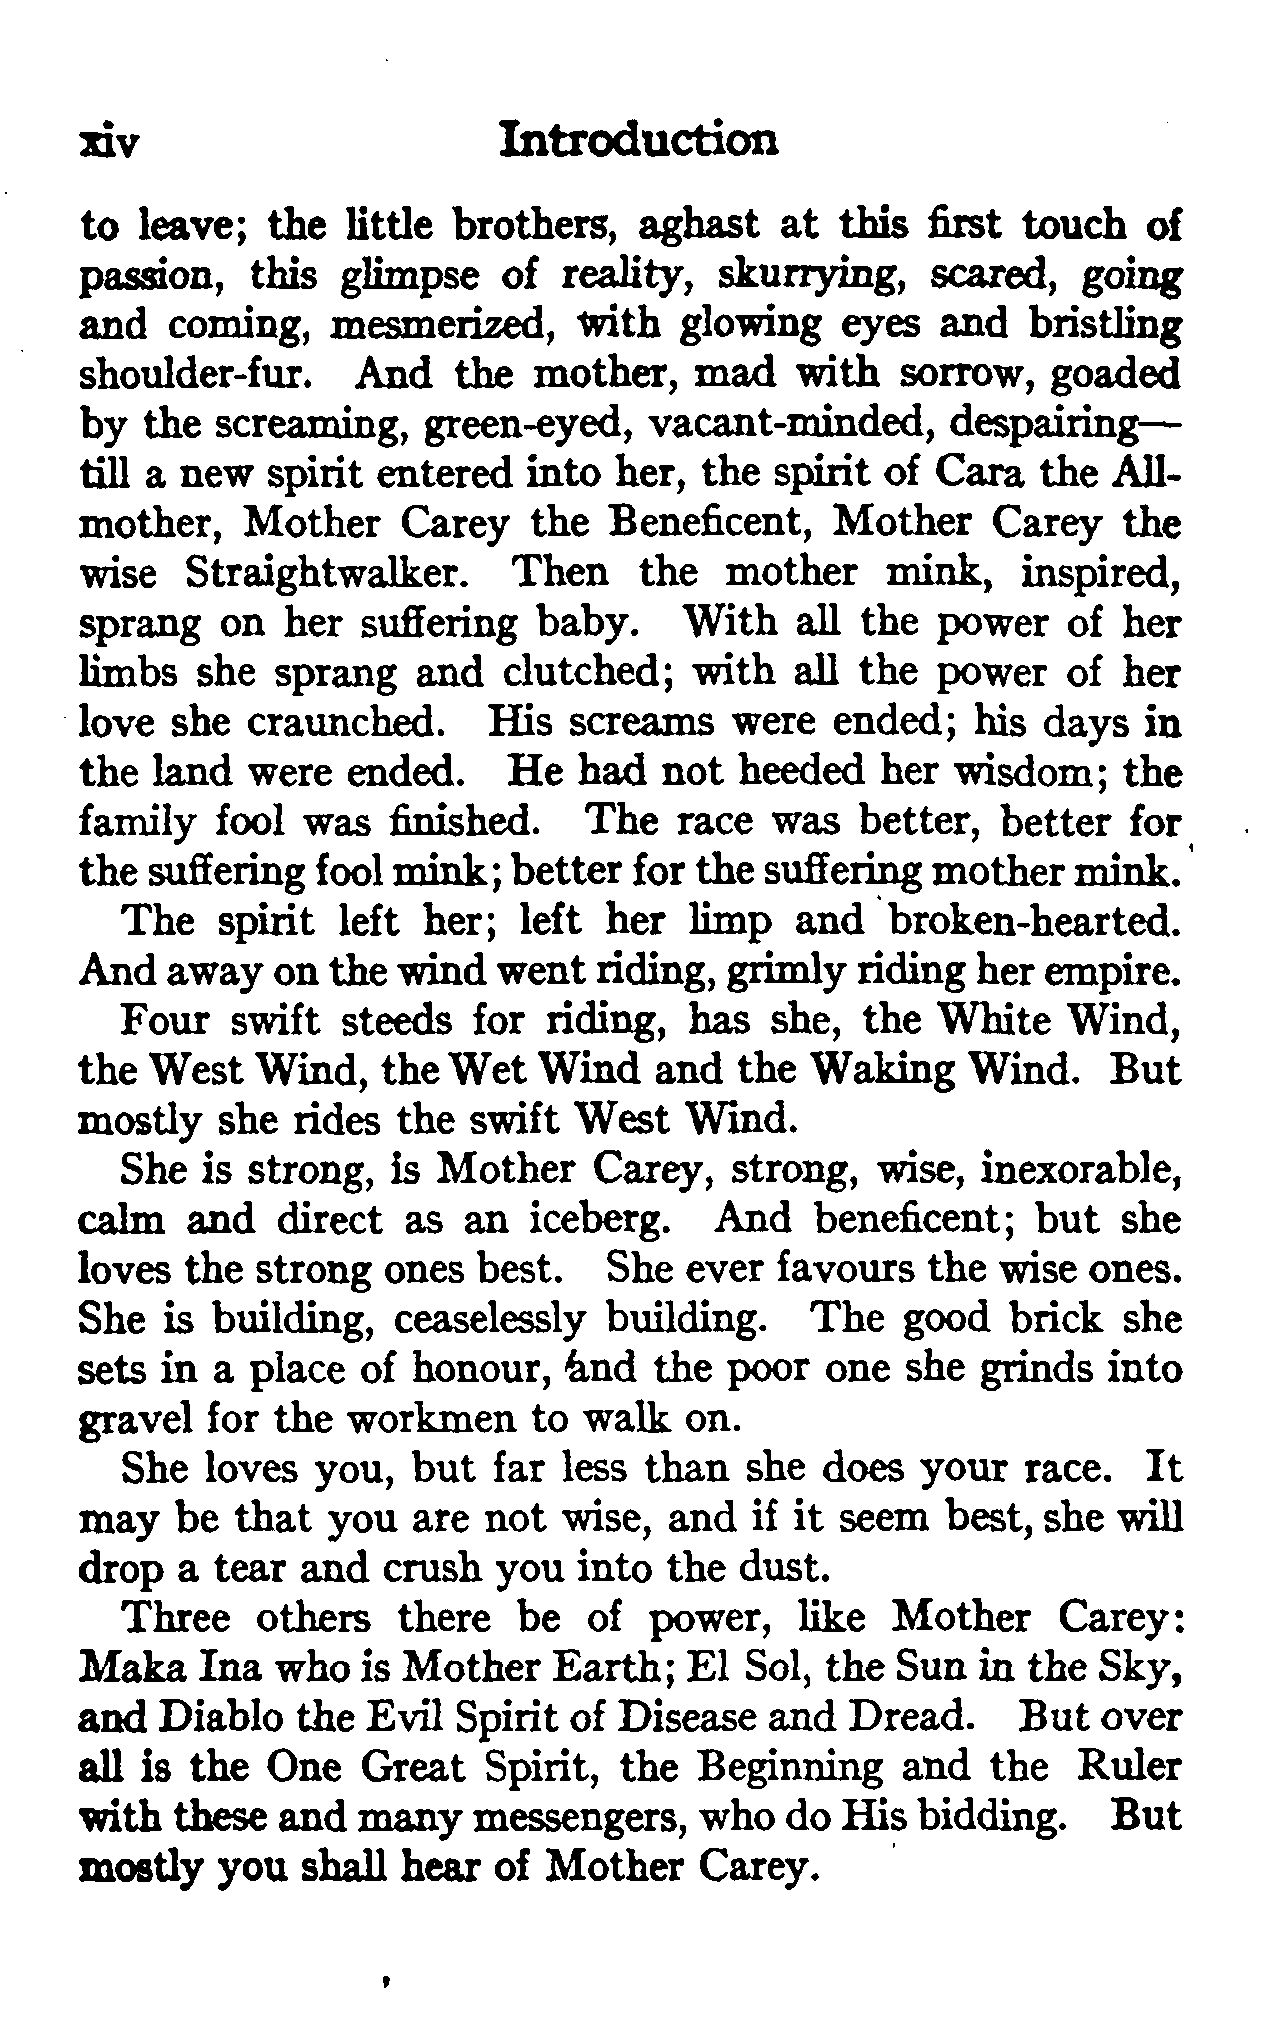 xiv Introduction
to leave; the little brothers, aghast at this first touch of
passion, this glimpse of reality, skurrying, scared, going
and coming, mesmerized, with glowing eyes and bristling
shoulder-fur. And the mother, mad with sorrow, goaded
by the screaming, green-eyed, vacant-minded, despairing—
till a new spirit entered into her, the spirit of Cara the All-
mother, Mother Carey the Beneficent, Mother Carey the
wise Straightwalker. Then the mother mink, inspired,
sprang on her suffering baby. With all the power of her
limbs she sprang and clutched; with all the power of her
love she craunched. His screams were ended; his days in
the land were ended. He had not heeded her wisdom; the
family fool was finished. The race was better, better for
the suffering fool mink; better for the suffering mother mink.
The spirit left her; left her limp and broken-hearted.
And away on the wind went riding, grimly riding her empire.
Four swift steeds for riding, has she, the White Wind,
the West Wind, the Wet Wind and the Waking Wind. But
mostly she rides the swift West Wind.
She is strong, is Mother Carey, strong, wise, inexorable,
calm and direct as an iceberg. And beneficent; but she
loves the strong ones best. She ever favours the wise ones.
She is building, ceaselessly building. The good brick she
sets in a place of honour, and the poor one she grinds into
gravel for the workmen to walk on.
She loves you, but far less than she does your race. It
may be that you are not wise, and if it seem best, she will
drop a tear and crush you into the dust.
Three others there be of power, like Mother Carey:
Maka Ina who is Mother Earth; El Sol, the Sun in the Sky,
and Diablo the Evil Spirit of Disease and Dread. But over
all is the One Great Spirit, the Beginning and the Ruler
with these and many messengers, who do His bidding. But
mostly you shall hear of Mother Carey.